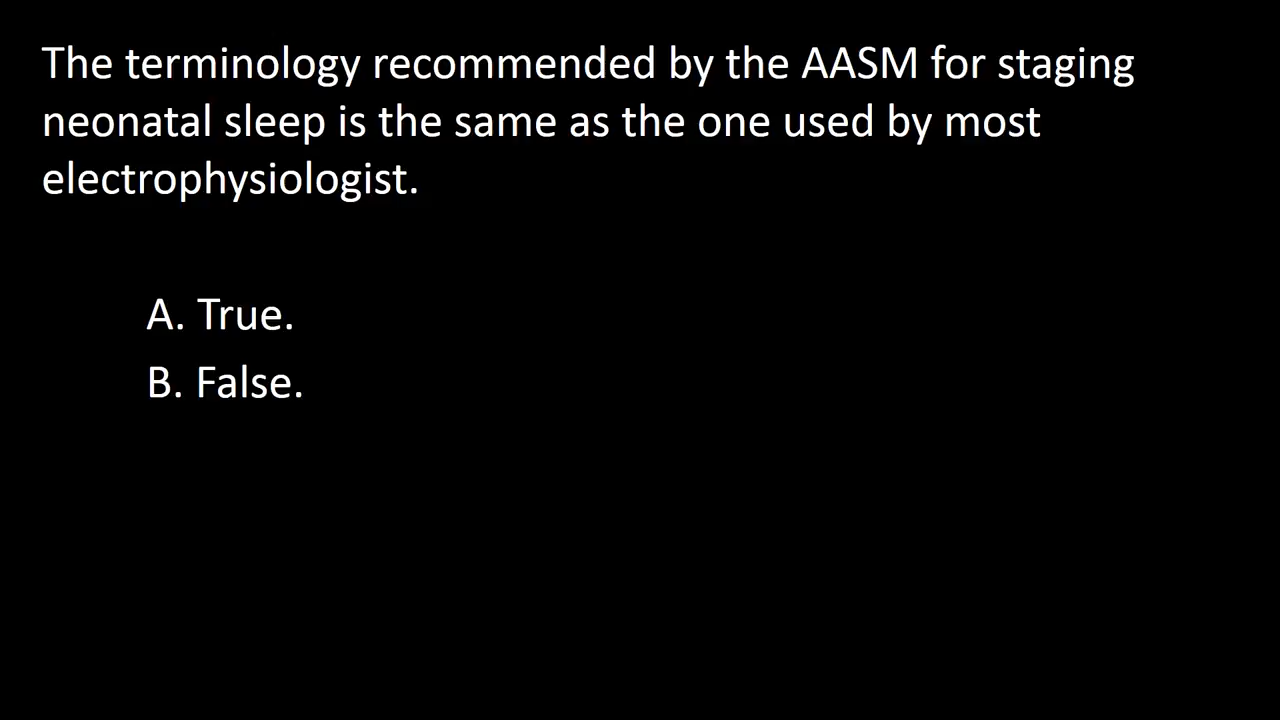 The terminology recommended by the AASM for staging
neonatal sleep is the same as the one used by most
electrophysiologist.
A. True.
B. False.